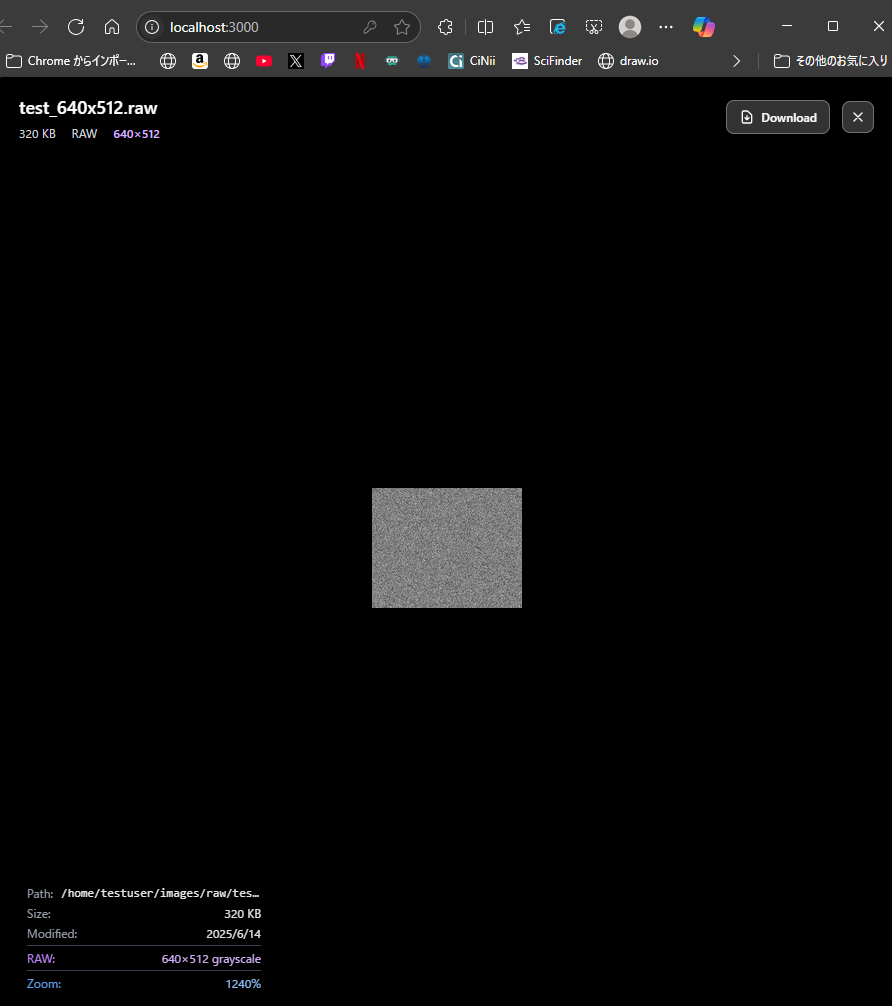 localhost:3000
Chrome からインポー...
CiNii
SciFinder
draw.io
その他のお気に入り
test_640x512.raw
320 KB RAW 640×512
Download
Path: /home/testuser/images/raw/tes…
Size: 320 KB
Modified: 2025/6/14
RAW: 640×512 grayscale
Zoom: 1240%